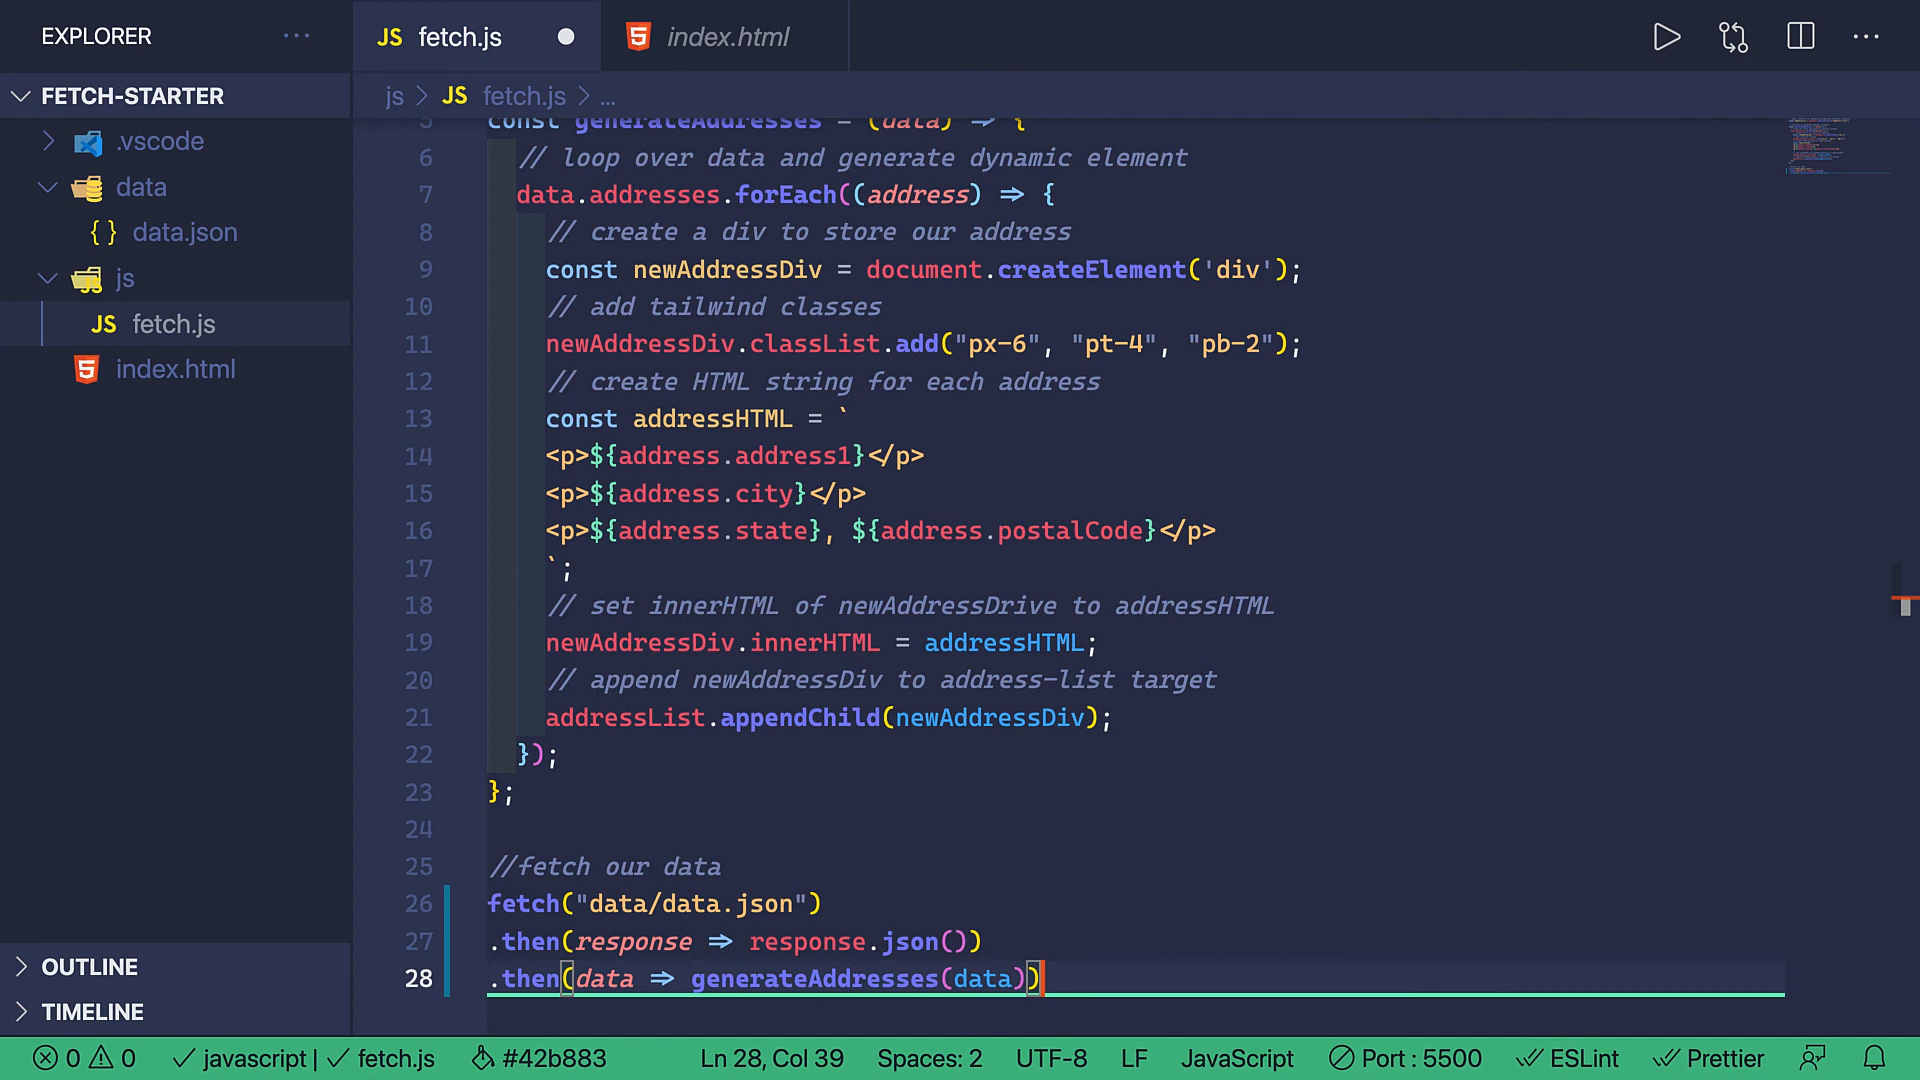 EXPLORER
JS fetch.js
index.html
FETCH-STARTER
js > JS fetch.js > ...
.vscode
data
{ } data.json
js
JS fetch.js
index.html
5 const generateAddresses = (data) => {
6 // loop over data and generate dynamic element
7 data.addresses.forEach((address) => {
8 // create a div to store our address
9 const newAddressDiv = document.createElement('div');
10 // add tailwind classes
11 newAddressDiv.classList.add("px-6", "pt-4", "pb-2");
12 // create HTML string for each address
13 const addressHTML = `
14 <p>${address.address1}</p>
15 <p>${address.city}</p>
16 <p>${address.state}, ${address.postalCode}</p>
17 `;
18 // set innerHTML of newAddressDrive to addressHTML
19 newAddressDiv.innerHTML = addressHTML;
20 // append newAddressDiv to address-list target
21 addressList.appendChild(newAddressDiv);
22 });
23 };
24
25 //fetch our data
26 fetch("data/data.json")
27 .then(response => response.json())
28 .then(data => generateAddresses(data))
OUTLINE
TIMELINE
0 0 javascript | fetch.js #42b883 Ln 28, Col 39 Spaces: 2 UTF-8 LF JavaScript Port : 5500 ESLint Prettier